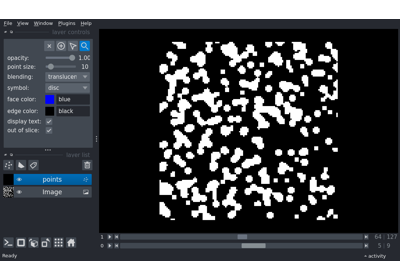 File View Window Plugins Help
layer controls
opacity: 1.00
point size: 10
blending: translucen
symbol: disc
face color: blue
edge color: black
display text:
out of slice:
layer list
points
Image
1 64 127
0 5 9
Ready activity